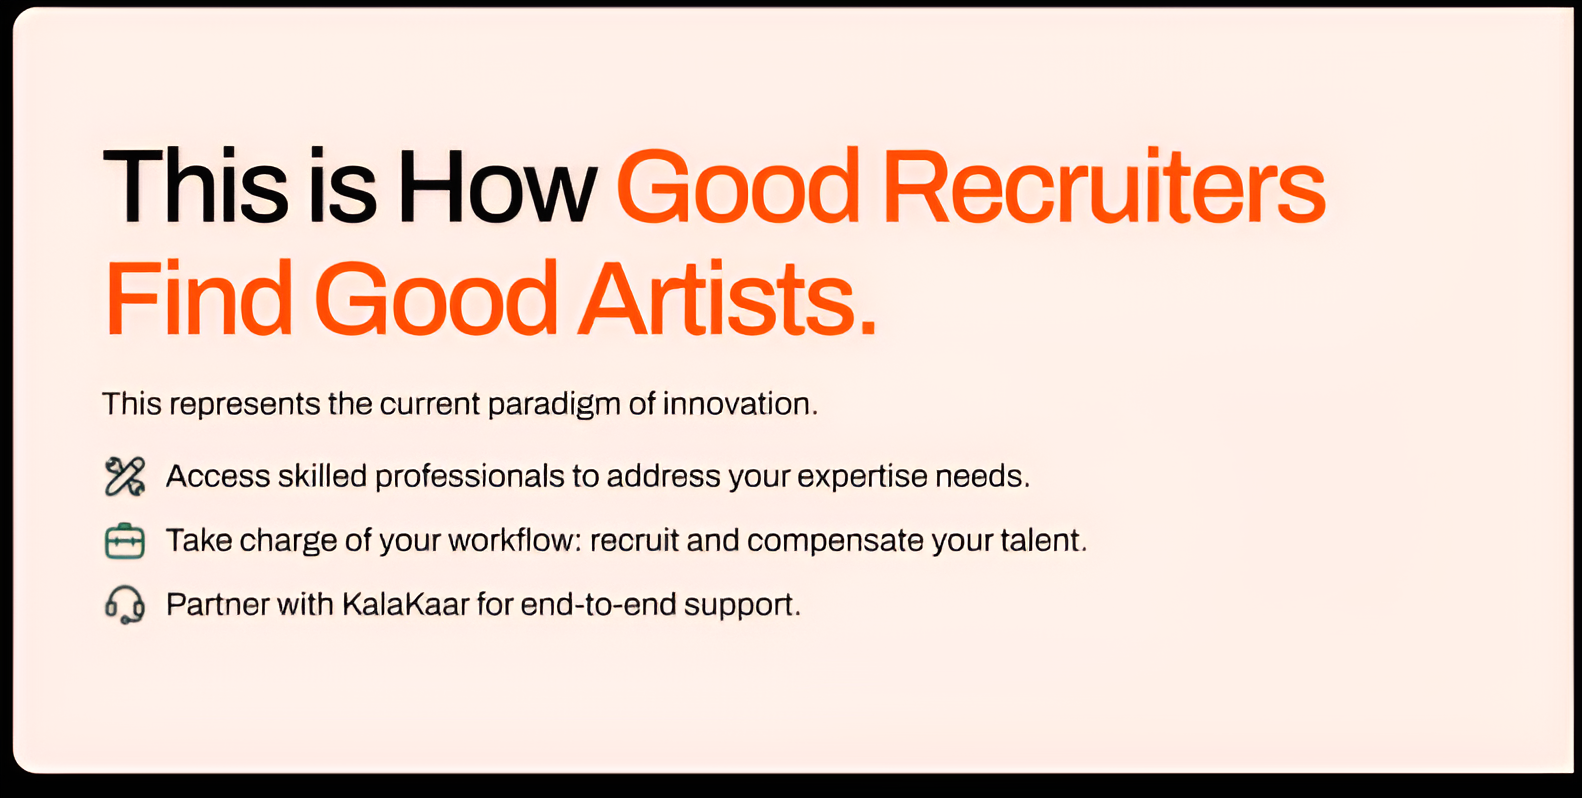 This is How Good Recruiters
Find Good Artists.
This represents the current paradigm of innovation.
Access skilled professionals to address your expertise needs.
Take charge of your workflow: recruit and compensate your talent.
Partner with KalaKaar for end-to-end support.